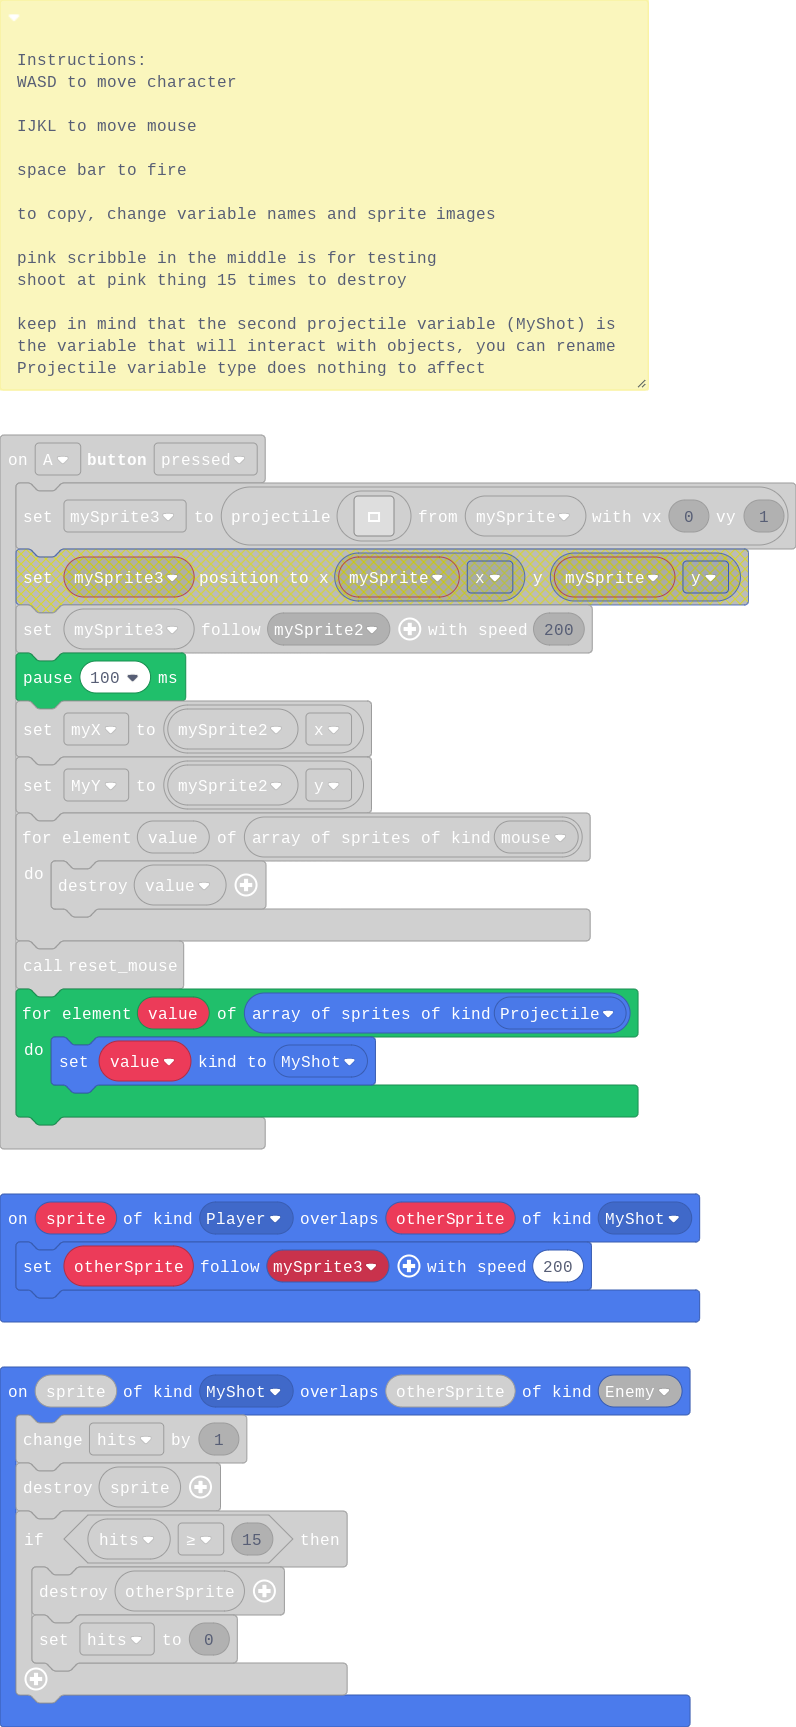 Instructions:
WASD to move character
IJKL to move mouse
space bar to fire
to copy, change variable names and sprite images
pink scribble in the middle is for testing
shoot at pink thing 15 times to destroy
keep in mind that the second projectile variable (MyShot) is
the variable that will interact with objects, you can rename
Projectile variable type does nothing to affect
on A button pressed
set mySprite3 to projectile from mySprite with vx 0 vy 1
set mySprite3 position to x mySprite x y mySprite y
set mySprite3 follow mySprite2 with speed 200
pause 100 ms
set myX to mySprite2 x
set MyY to mySprite2 y
for element value of array of sprites of kind mouse
do
destroy value
call reset_mouse
for element value of array of sprites of kind Projectile
do
set value kind to MyShot
on sprite of kind Player overlaps otherSprite of kind MyShot
set otherSprite follow mySprite3 with speed 200
on sprite of kind MyShot overlaps otherSprite of kind Enemy
change hits by 1
destroy sprite
if hits ≥ 15 then
destroy otherSprite
set hits to 0